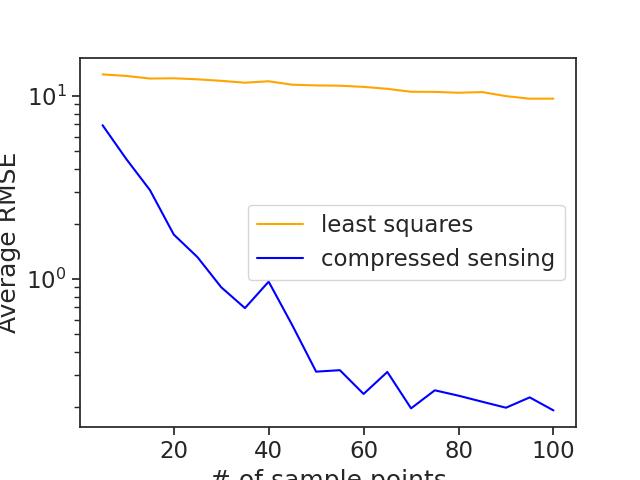 10¹
10⁰
Average RMSE
least squares
compressed sensing
20 40 60 80 100
# of sample points